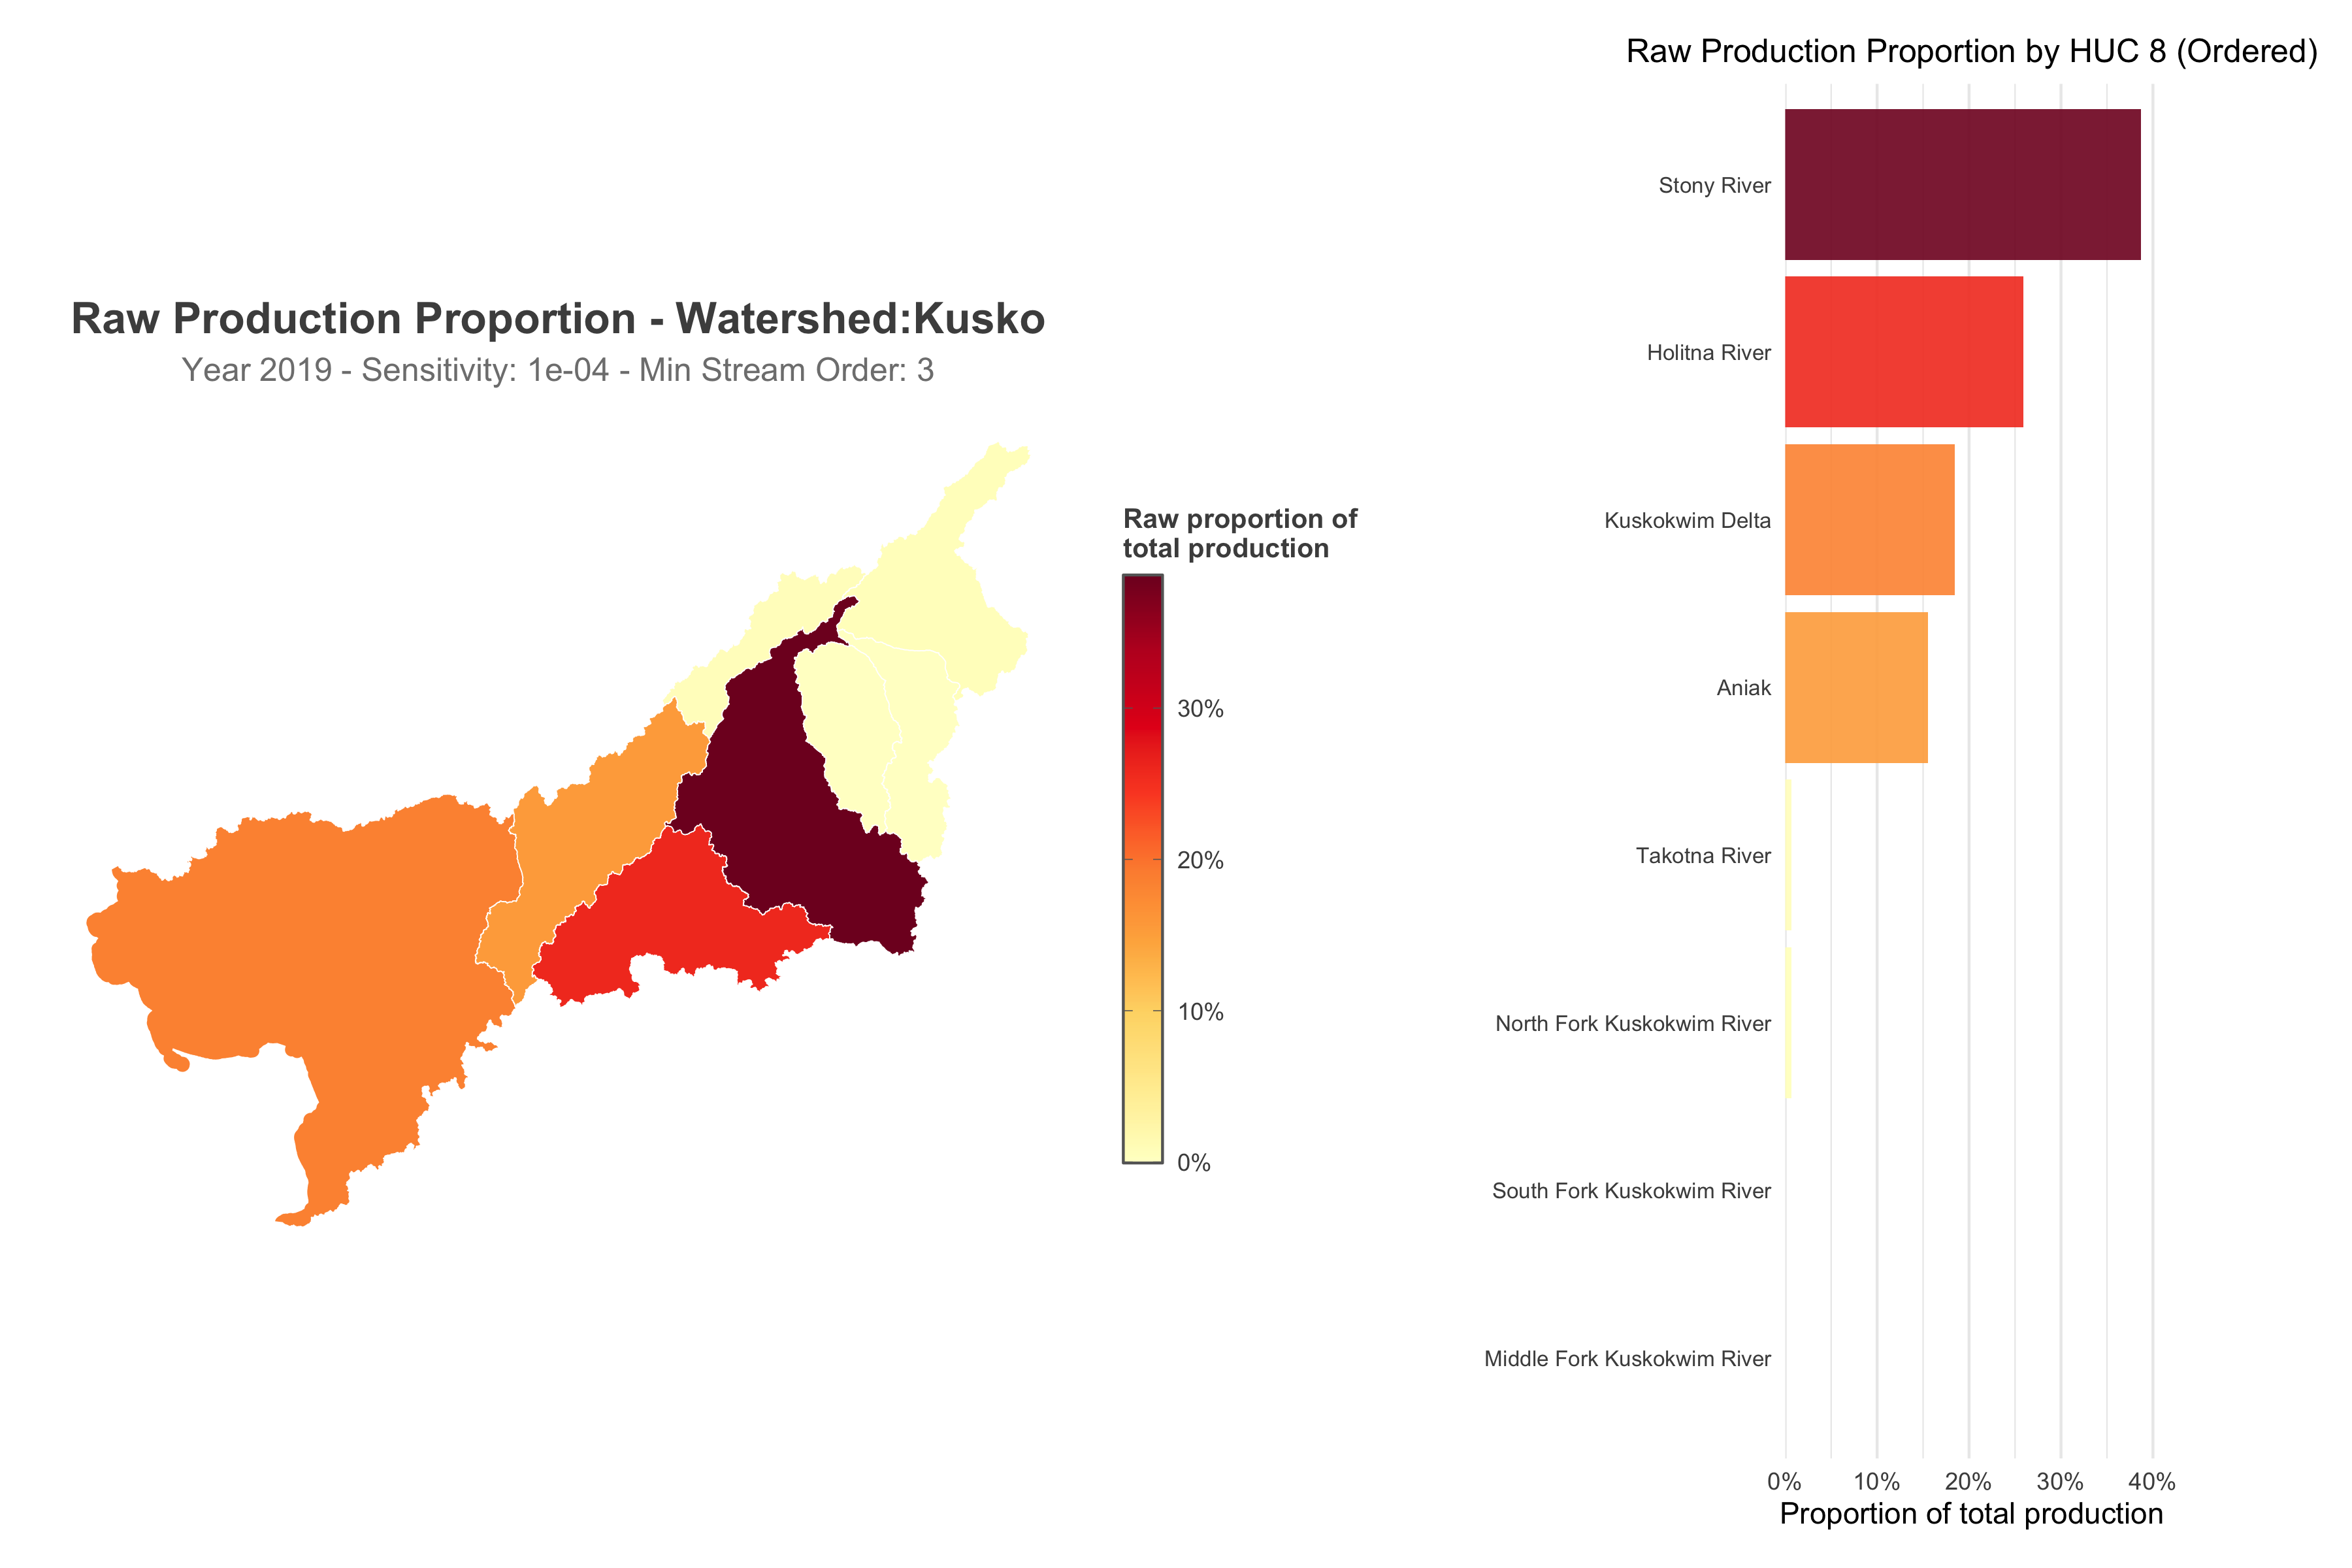 Raw Production Proportion - Watershed:Kusko
Year 2019 - Sensitivity: 1e-04 - Min Stream Order: 3
Raw proportion of
total production
30%
20%
10%
0%
Raw Production Proportion by HUC 8 (Ordered)
Stony River
Holitna River
Kuskokwim Delta
Aniak
Takotna River
North Fork Kuskokwim River
South Fork Kuskokwim River
Middle Fork Kuskokwim River
0% 10% 20% 30% 40%
Proportion of total production